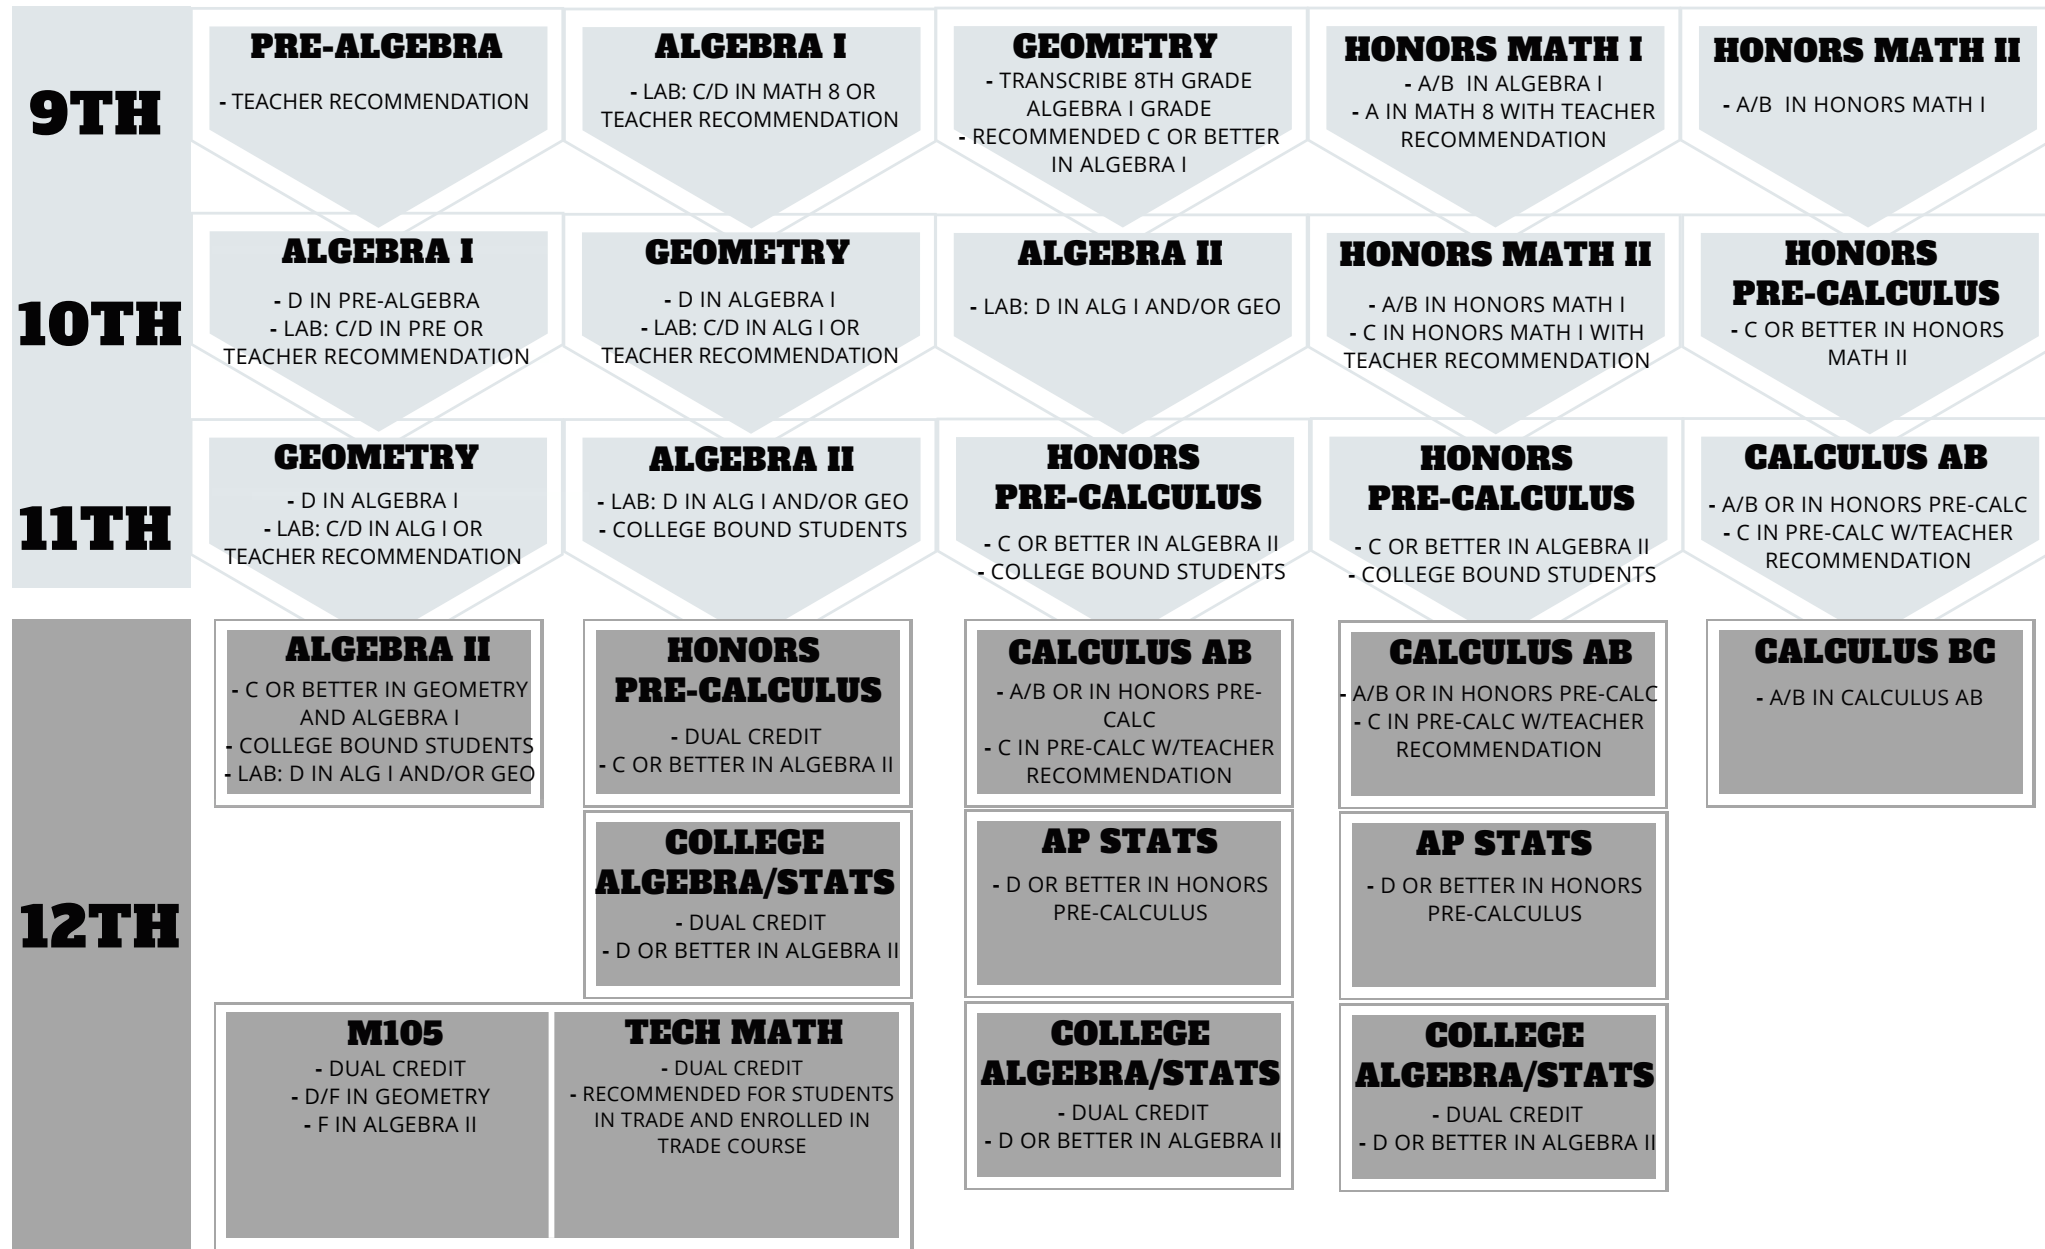 9TH
PRE-ALGEBRA
- TEACHER RECOMMENDATION
ALGEBRA I
- LAB: C/D IN MATH 8 OR
TEACHER RECOMMENDATION
GEOMETRY
- TRANSCRIBE 8TH GRADE
ALGEBRA I GRADE
- RECOMMENDED C OR BETTER
IN ALGEBRA I
HONORS MATH I
- A/B IN ALGEBRA I
- A IN MATH 8 WITH TEACHER
RECOMMENDATION
HONORS MATH II
- A/B IN HONORS MATH I
10TH
ALGEBRA I
- D IN PRE-ALGEBRA
- LAB: C/D IN PRE OR
TEACHER RECOMMENDATION
GEOMETRY
- D IN ALGEBRA I
- LAB: C/D IN ALG I OR
TEACHER RECOMMENDATION
ALGEBRA II
- LAB: D IN ALG I AND/OR GEO
HONORS MATH II
- A/B IN HONORS MATH I
- C IN HONORS MATH I WITH
TEACHER RECOMMENDATION
HONORS
PRE-CALCULUS
- C OR BETTER IN HONORS
MATH II
11TH
GEOMETRY
- D IN ALGEBRA I
- LAB: C/D IN ALG I OR
TEACHER RECOMMENDATION
ALGEBRA II
- LAB: D IN ALG I AND/OR GEO
- COLLEGE BOUND STUDENTS
HONORS
PRE-CALCULUS
- C OR BETTER IN ALGEBRA II
- COLLEGE BOUND STUDENTS
HONORS
PRE-CALCULUS
- C OR BETTER IN ALGEBRA II
- COLLEGE BOUND STUDENTS
CALCULUS AB
- A/B OR IN HONORS PRE-CALC
- C IN PRE-CALC W/TEACHER
RECOMMENDATION
12TH
ALGEBRA II
- C OR BETTER IN GEOMETRY
AND ALGEBRA I
- COLLEGE BOUND STUDENTS
- LAB: D IN ALG I AND/OR GEO
HONORS
PRE-CALCULUS
- DUAL CREDIT
- C OR BETTER IN ALGEBRA II
CALCULUS AB
- A/B OR IN HONORS PRE-
CALC
- C IN PRE-CALC W/TEACHER
RECOMMENDATION
CALCULUS AB
- A/B OR IN HONORS PRE-CALC
- C IN PRE-CALC W/TEACHER
RECOMMENDATION
CALCULUS BC
- A/B IN CALCULUS AB
COLLEGE
ALGEBRA/STATS
- DUAL CREDIT
- D OR BETTER IN ALGEBRA II
AP STATS
- D OR BETTER IN HONORS
PRE-CALCULUS
AP STATS
- D OR BETTER IN HONORS
PRE-CALCULUS
M105
- DUAL CREDIT
- D/F IN GEOMETRY
- F IN ALGEBRA II
TECH MATH
- DUAL CREDIT
- RECOMMENDED FOR STUDENTS
IN TRADE AND ENROLLED IN
TRADE COURSE
COLLEGE
ALGEBRA/STATS
- DUAL CREDIT
- D OR BETTER IN ALGEBRA II
COLLEGE
ALGEBRA/STATS
- DUAL CREDIT
- D OR BETTER IN ALGEBRA II